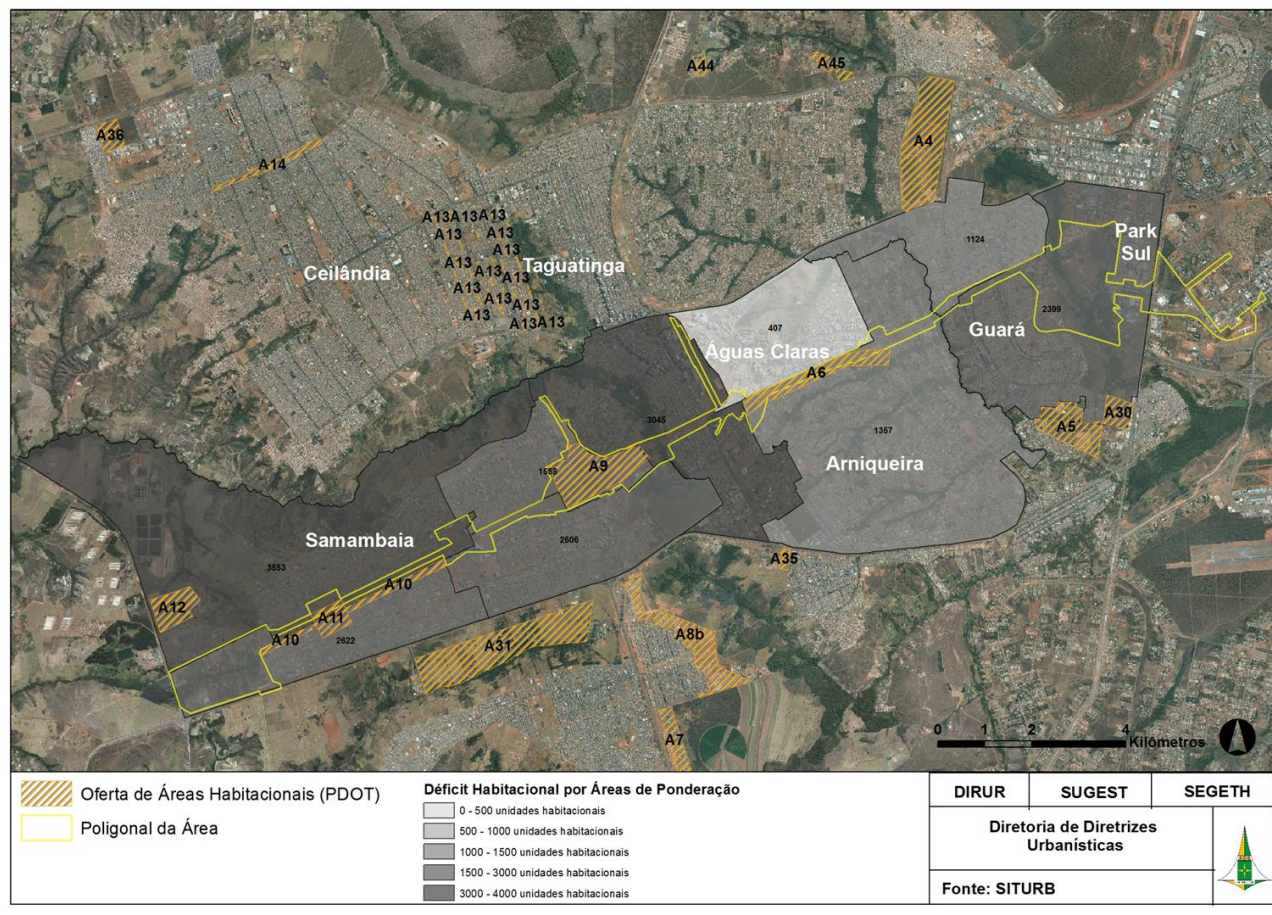 A44
A45
A36
A4
A14
A13A13A13
A13
A13
A13
A13
A13
A13
A13
A13
A13
A13
A13A13
Ceilândia
Taguatinga
1124
Park
Sul
2399
Guará
407
Águas Claras
A6
A5
A30
1357
Arniqueira
3045
1558
A9
Samambaia
2606
3553
A10
A35
A12
A11
A10
2622
A31
A8b
A7
0 1 2 4
Kilômetros
Oferta de Áreas Habitacionais (PDOT)
Poligonal da Área
Déficit Habitacional por Áreas de Ponderação
0 - 500 unidades habitacionais
500 - 1000 unidades habitacionais
1000 - 1500 unidades habitacionais
1500 - 3000 unidades habitacionais
3000 - 4000 unidades habitacionais
DIRUR SUGEST SEGETH
Diretoria de Diretrizes
Urbanísticas
Fonte: SITURB